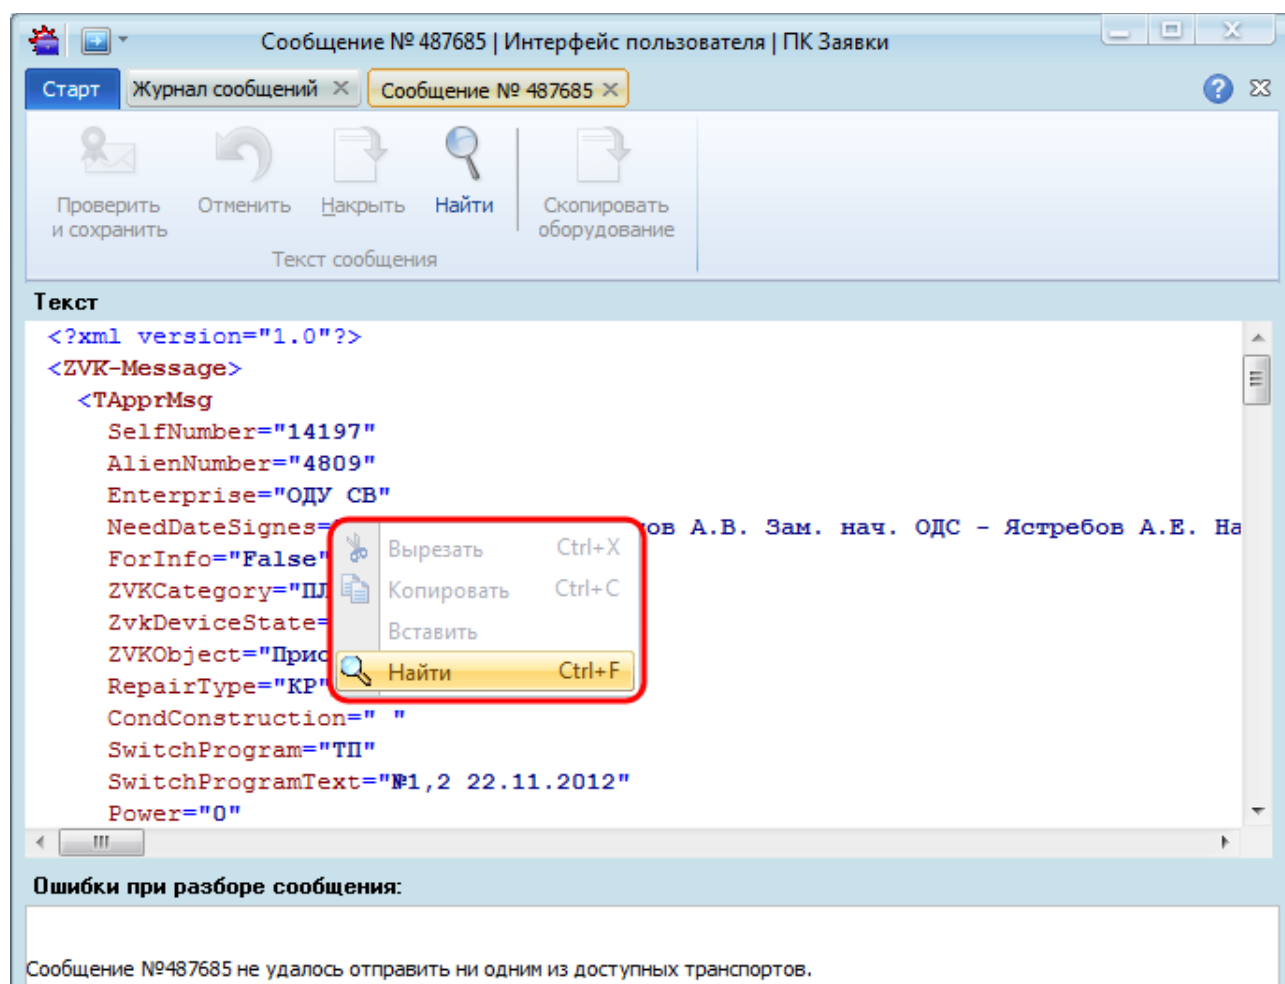 Сообщение № 487685 | Интерфейс пользователя | ПК Заявки
Старт
Журнал сообщений
Сообщение № 487685
Проверить и сохранить
Отменить
Накрыть
Найти
Скопировать оборудование
Текст сообщения
Текст
<?xml version="1.0"?>
<ZVK-Message>
<TApprMsg
SelfNumber="14197"
AlienNumber="4809"
Enterprise="ОДУ СВ"
NeedDateSignes= ов А.В. Зам. нач. ОДС - Ястребов А.Е. На
ForInfo="False"
ZVKCategory="ПЛ
ZvkDeviceState=
ZVKObject="Прис
RepairType="КР"
CondConstruction=" "
SwitchProgram="ТП"
SwitchProgramText="№1,2 22.11.2012"
Power="0"
Вырезать Ctrl+X
Копировать Ctrl+C
Вставить
Найти Ctrl+F
Ошибки при разборе сообщения:
Сообщение №487685 не удалось отправить ни одним из доступных транспортов.